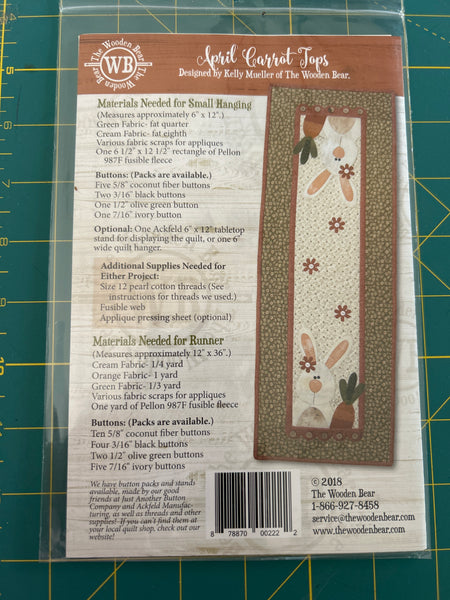 The Wooden Bear
WB
The Wooden Bear
April Carrot Tops
Designed by Kelly Mueller of The Wooden Bear.
Materials Needed for Small Hanging
(Measures approximately 6" x 12".)
Green Fabric- fat quarter
Cream Fabric- fat eighth
Various fabric scraps for appliques
One 6 1/2" x 12 1/2" rectangle of Pellon
987F fusible fleece
Buttons: (Packs are available.)
Five 5/8" coconut fiber buttons
Two 3/16" black buttons
One 1/2" olive green button
One 7/16" ivory button
Optional: One Ackfeld 6" x 12" tabletop
stand for displaying the quilt, or one 6"
wide quilt hanger.
Additional Supplies Needed for
Either Project:
Size 12 pearl cotton threads (See
instructions for threads we used.)
Fusible web
Applique pressing sheet (optional)
Materials Needed for Runner
(Measures approximately 12" x 36".)
Cream Fabric- 1/4 yard
Orange Fabric- 1 yard
Green Fabric- 1/3 yard
Various fabric scraps for appliques
One yard of Pellon 987F fusible fleece
Buttons: (Packs are available.)
Ten 5/8" coconut fiber buttons
Four 3/16" black buttons
Two 1/2" olive green buttons
Five 7/16" ivory buttons
We have button packs and stands
available, made by our good
friends at Just Another Button
Company and Ackfeld Manufac-
turing, as well as threads and other
supplies! If you can't find them at
your local quilt shop, check out our
website!
8 78870 00222 2
© 2018
The Wooden Bear
1-866-927-8458
service@thewoodenbear.com
www.thewoodenbear.com